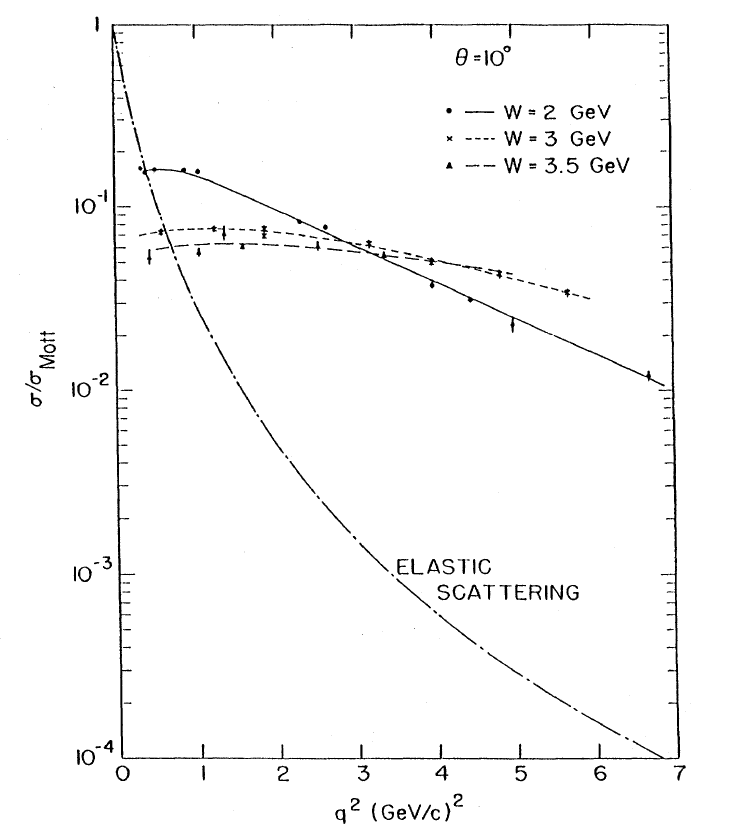 1
θ = 10°
W = 2 GeV
W = 3 GeV
W = 3.5 GeV
10⁻¹
σ/σMott
10⁻²
10⁻³
ELASTIC
SCATTERING
10⁻⁴
0 1 2 3 4 5 6 7
q² (GeV/c)²